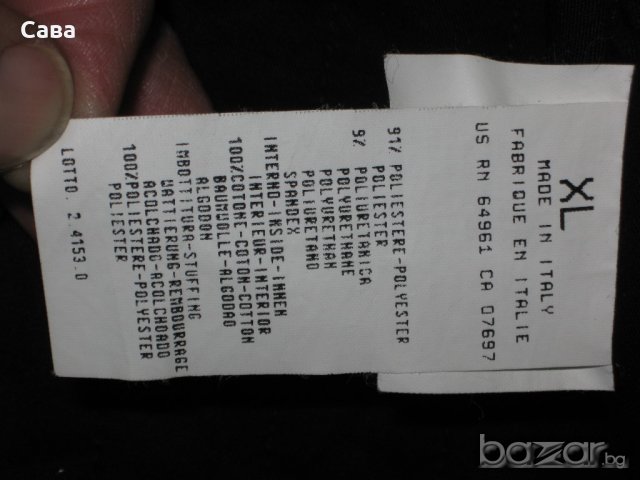 Сава
XL
MADE IN ITALY
FABRIQUE EN ITALIE
US RN 64961 CA 07697
91% POLIESTERE-POLYESTER
POLIESTER
9% POLIURETANICA
POLYURETHANE
POLYURETHAN
POLIURETANO
SPANDEX
INTERNO-INSIDE-INNEN
INTERIEUR-INTERIOR
100%COTONE-COTON-COTTON
BAUMWOLLE-ALGODAO
ALGODON
IMBOTTITURA-STUFFING
WATTIERUNG-REMBOURRAGE
ACOLCHADO-ACOLCHOADO
100%POLIESTERE-POLYESTER
POLIESTER
LOTTO. 2.4153.0
bazar.bg